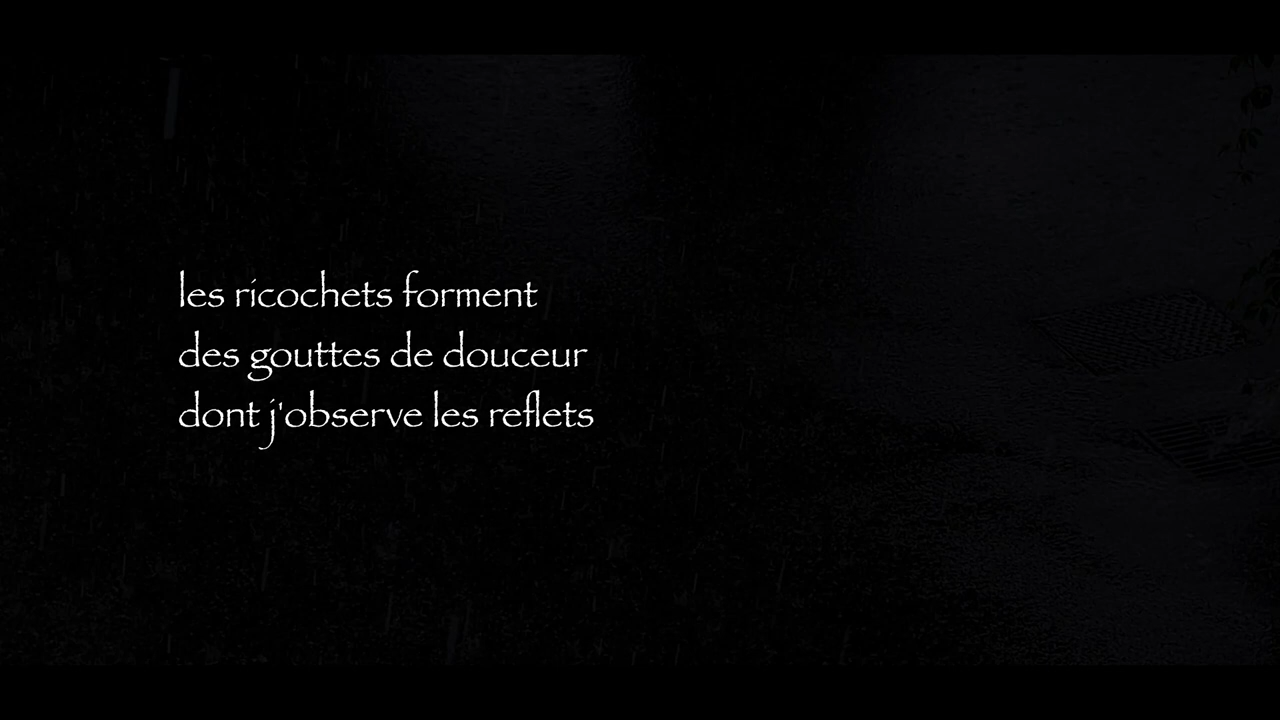 les ricochets forment
des gouttes de douceur
dont j'observe les reflets